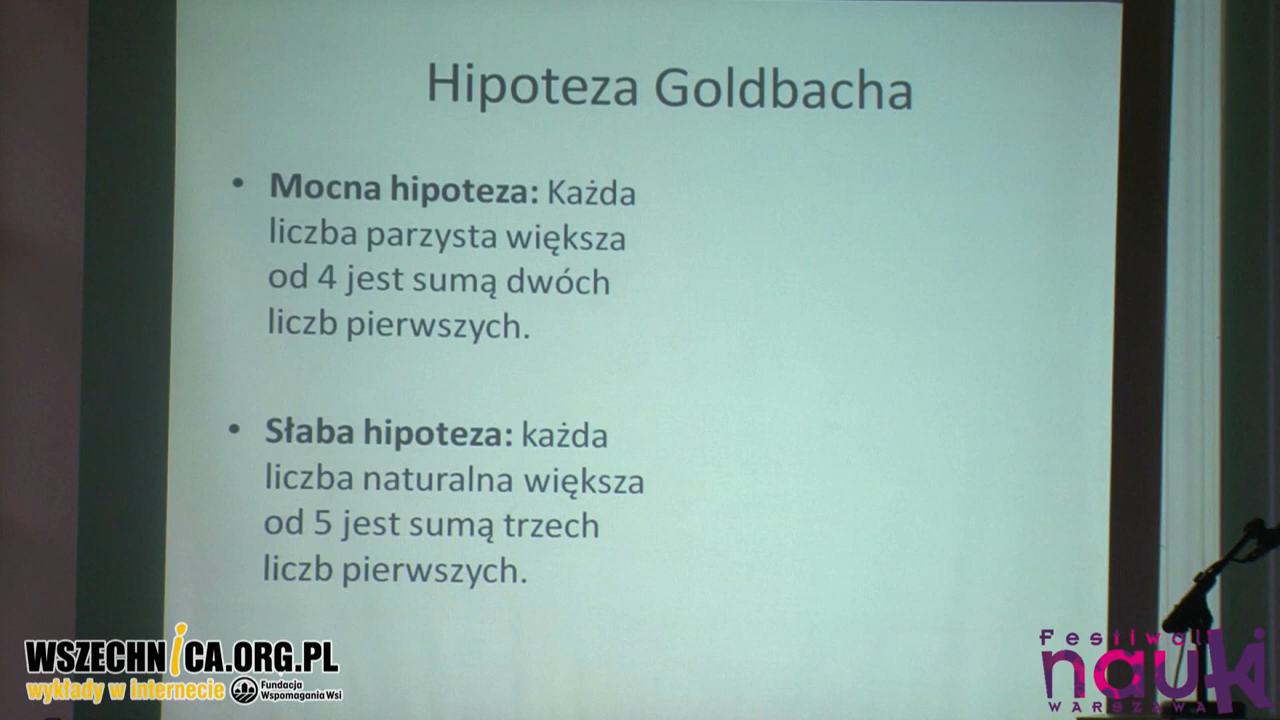 Hipoteza Goldbacha
• Mocna hipoteza: Każda
liczba parzysta większa
od 4 jest sumą dwóch
liczb pierwszych.
• Słaba hipoteza: każda
liczba naturalna większa
od 5 jest sumą trzech
liczb pierwszych.
WSZECHNICA.ORG.PL
wykłady w internecie
Fundacja
Wspomagania Wsi
Festiwal
nauki
WARSZAWA